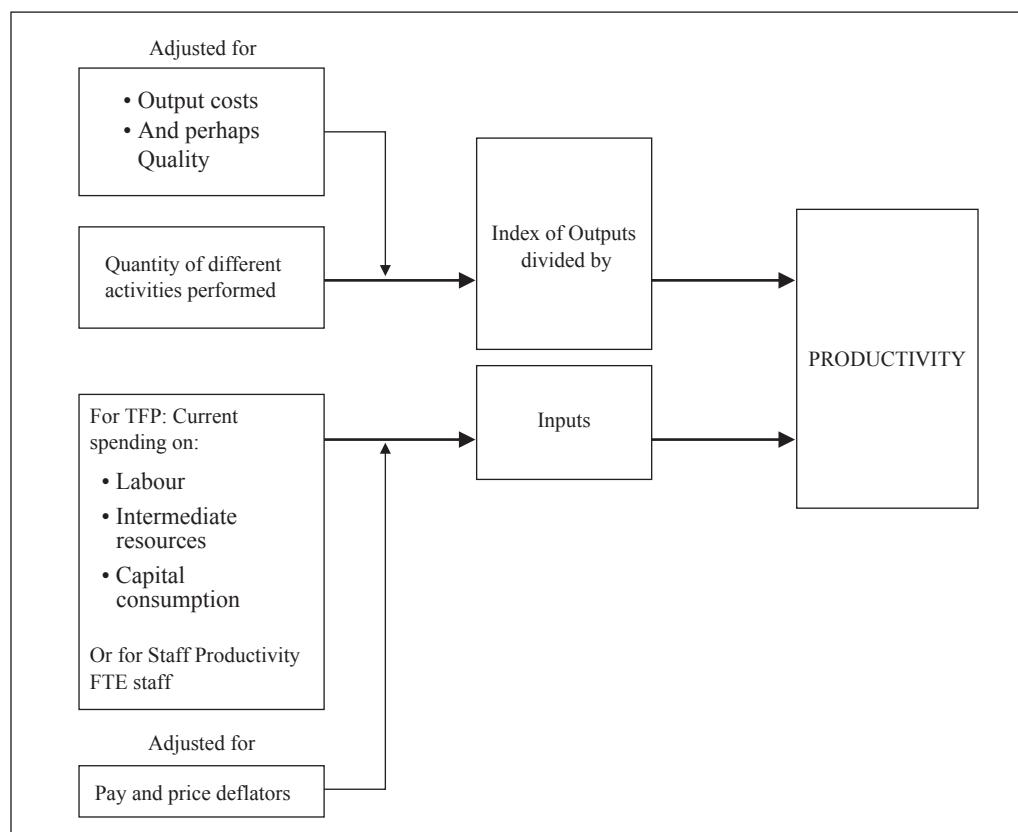 Adjusted for
• Output costs
• And perhaps
Quality
Quantity of different
activities performed
Index of Outputs
divided by
PRODUCTIVITY
For TFP: Current
spending on:
• Labour
• Intermediate
resources
• Capital
consumption
Or for Staff Productivity
FTE staff
Inputs
Adjusted for
Pay and price deflators